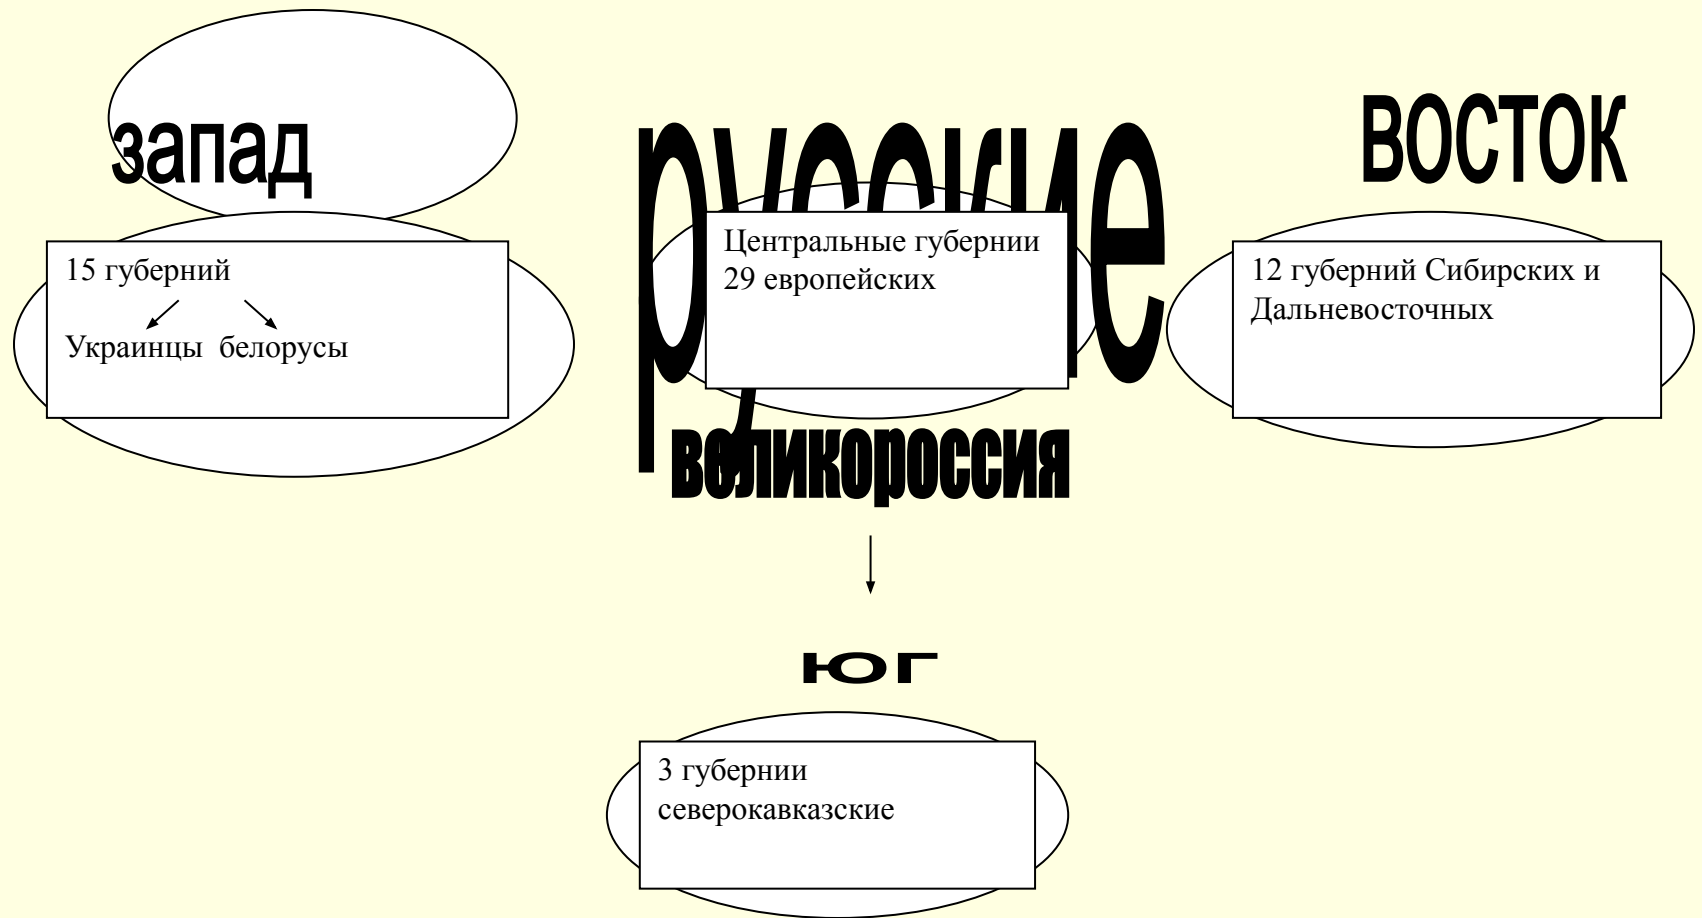 запад
15 губерний
Украинцы белорусы
русские
Центральные губернии
29 европейских
великороссия
ВОСТОК
12 губерний Сибирских и
Дальневосточных
юг
3 губернии
северокавказские